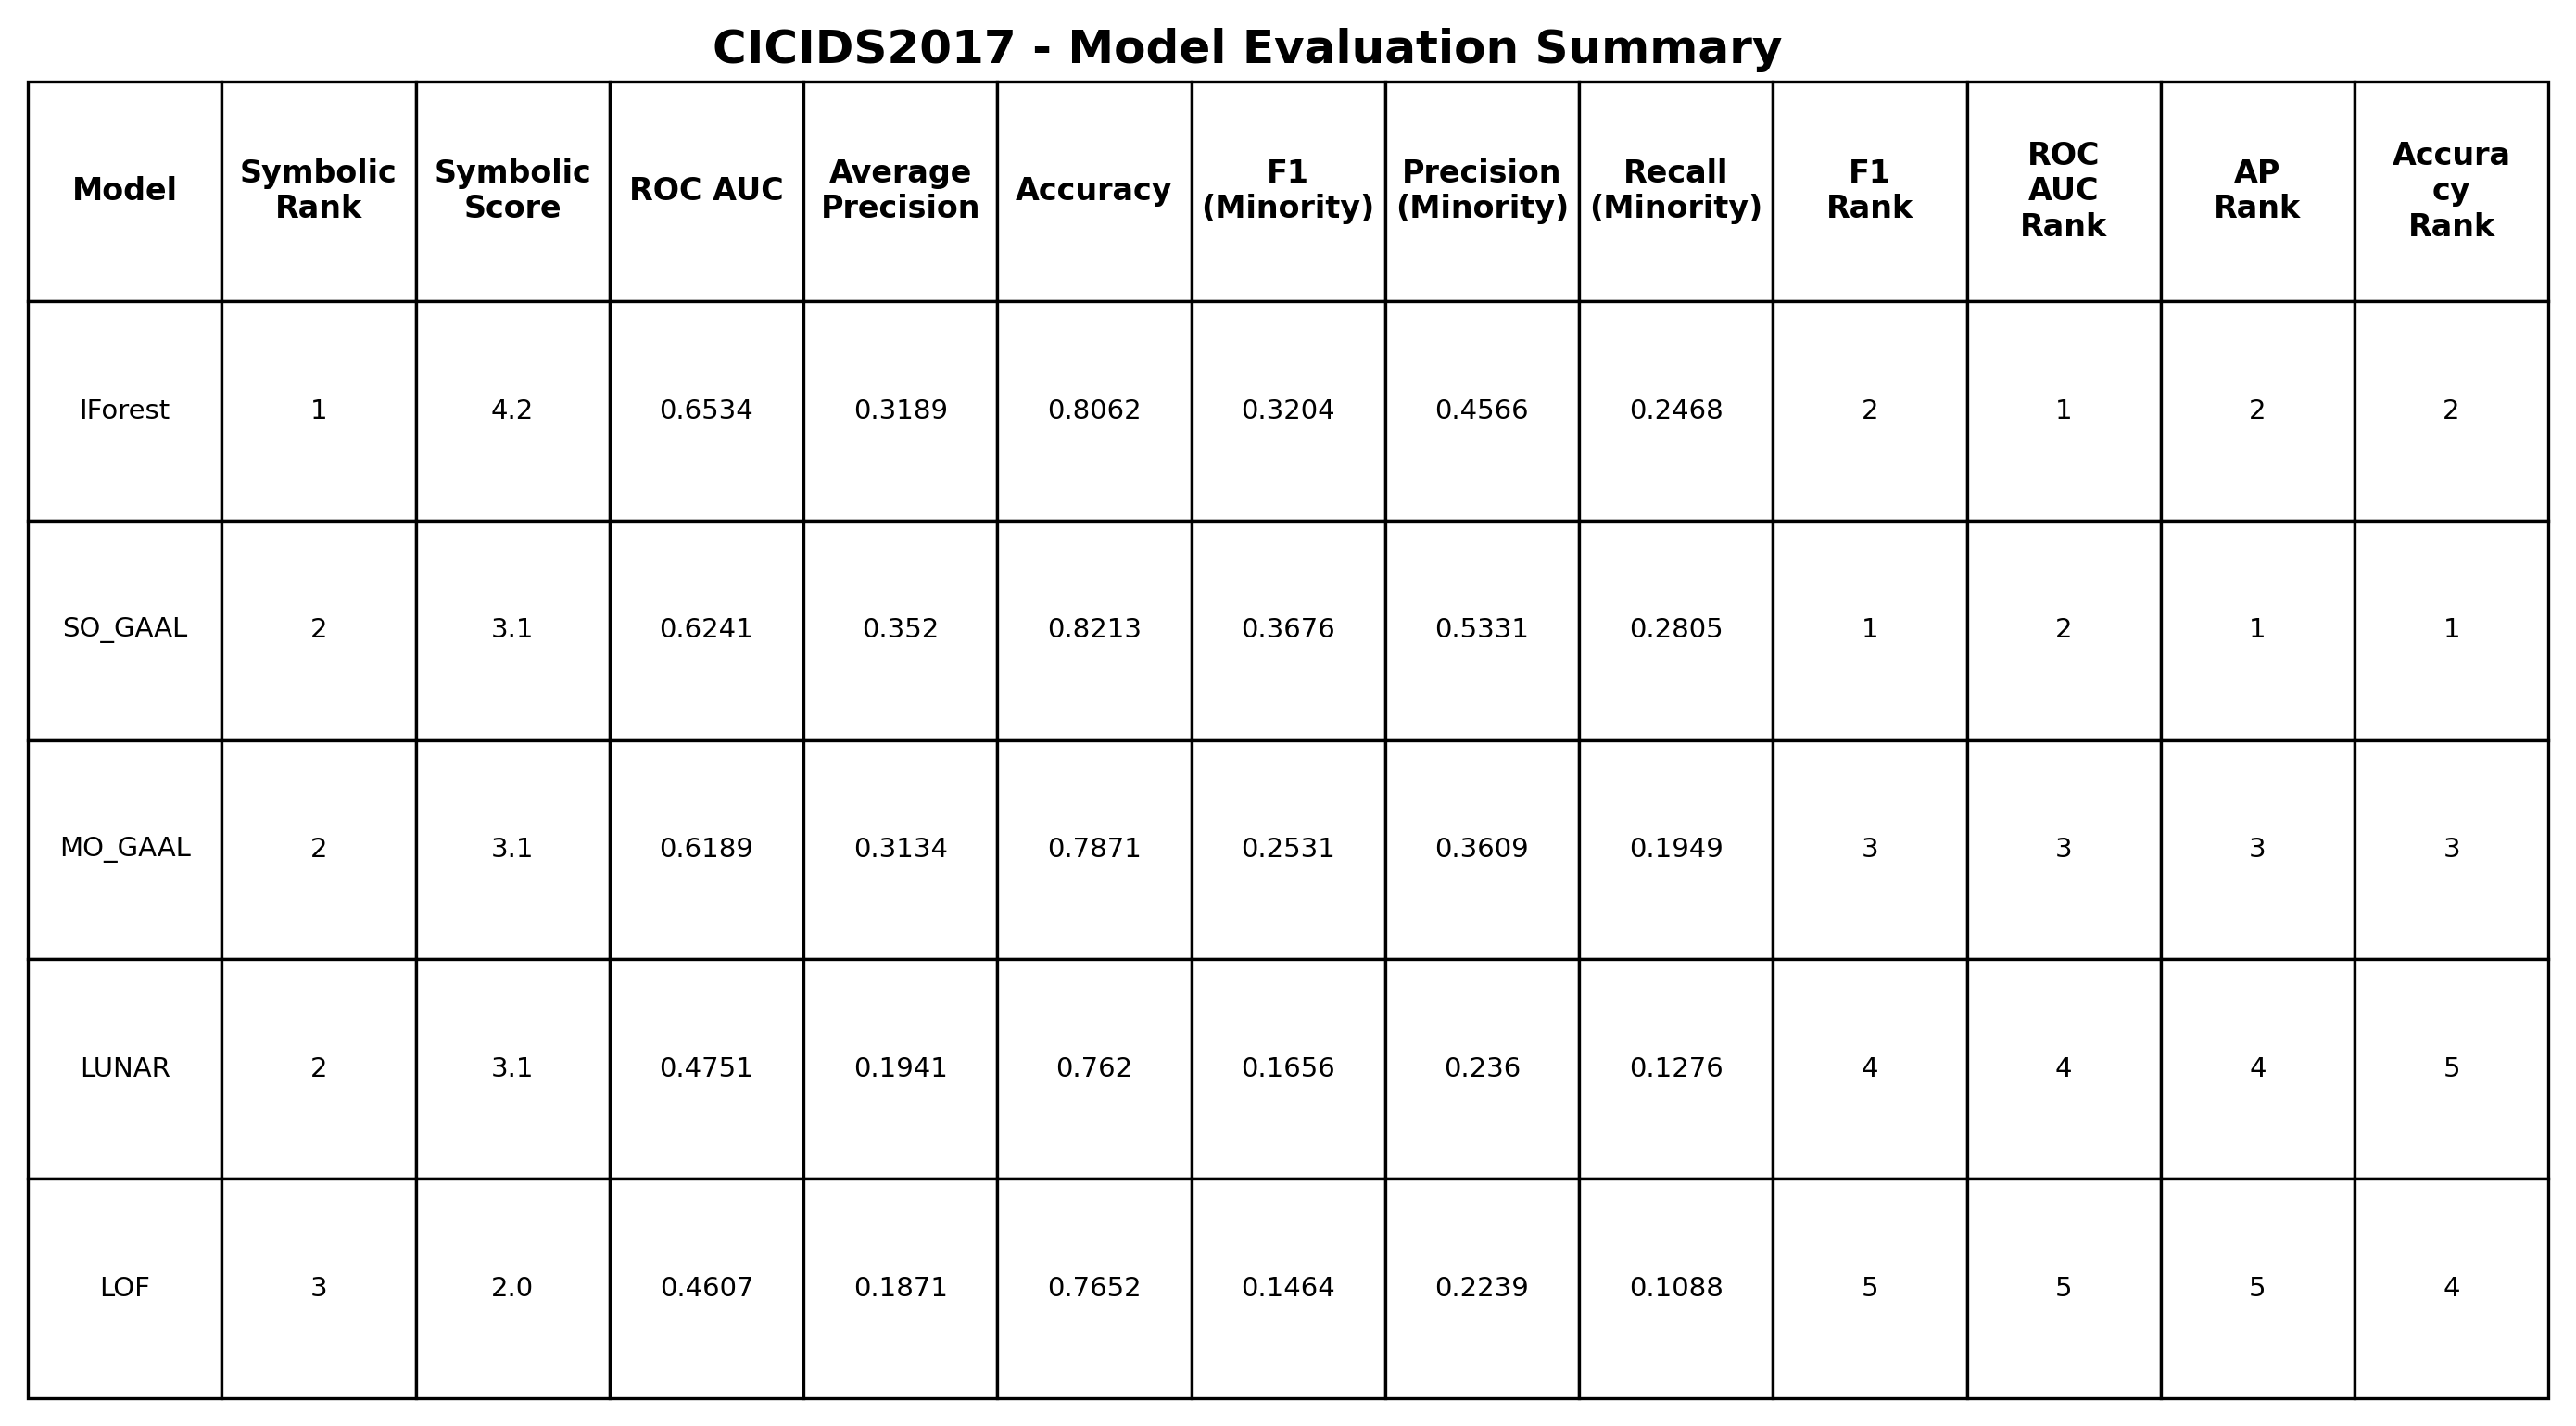 CICIDS2017 - Model Evaluation Summary
Model Symbolic Rank Symbolic Score ROC AUC Average Precision Accuracy F1 (Minority) Precision (Minority) Recall (Minority) F1 Rank ROC AUC Rank AP Rank Accura cy Rank
IForest 1 4.2 0.6534 0.3189 0.8062 0.3204 0.4566 0.2468 2 1 2 2
SO_GAAL 2 3.1 0.6241 0.352 0.8213 0.3676 0.5331 0.2805 1 2 1 1
MO_GAAL 2 3.1 0.6189 0.3134 0.7871 0.2531 0.3609 0.1949 3 3 3 3
LUNAR 2 3.1 0.4751 0.1941 0.762 0.1656 0.236 0.1276 4 4 4 5
LOF 3 2.0 0.4607 0.1871 0.7652 0.1464 0.2239 0.1088 5 5 5 4